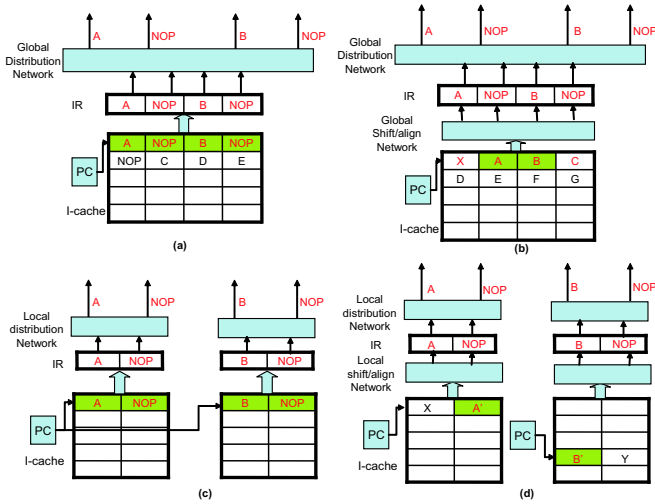 A NOP B NOP
Global
Distribution
Network
IR
A NOP B NOP
A NOP B NOP
NOP C D E
PC
I-cache
(a)
A NOP B NOP
Global
Distribution
Network
IR
A NOP B NOP
Global
Shift/align
Network
X A B C
D E F G
PC
I-cache
(b)
A NOP B NOP
Local
distribution
Network
IR
A NOP B NOP
A NOP B NOP
PC
I-cache
(c)
A NOP B NOP
Local
distribution
Network
IR
A NOP B NOP
Local
shift/align
Network
X A'
PC
PC
I-cache
B' Y
(d)